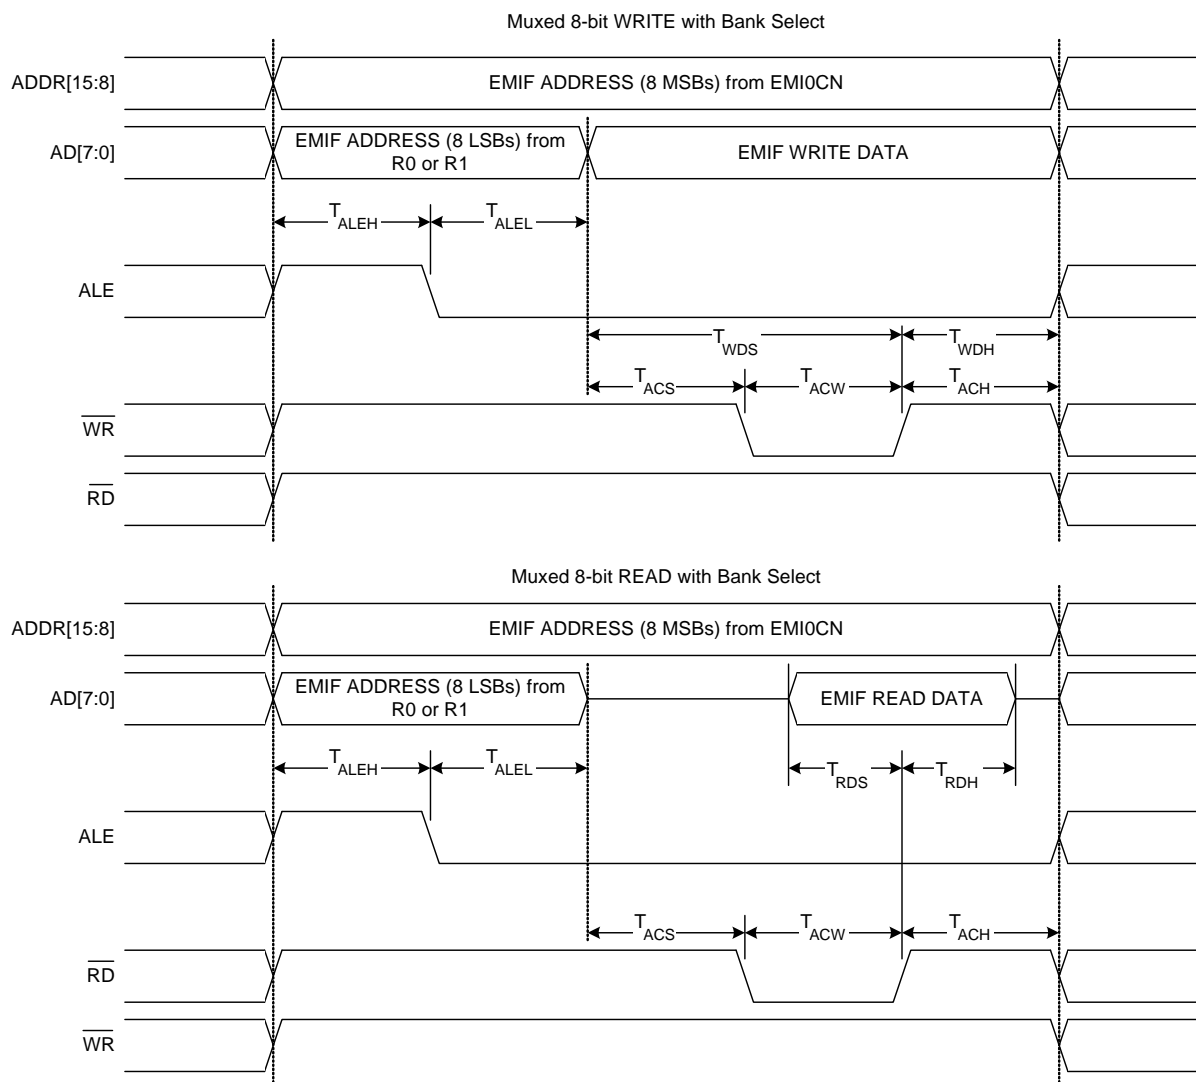 Muxed 8-bit WRITE with Bank Select
ADDR[15:8]
EMIF ADDRESS (8 MSBs) from EMI0CN
AD[7:0]
EMIF ADDRESS (8 LSBs) from
R0 or R1
EMIF WRITE DATA
TALEH
TALEL
ALE
TWDS
TWDH
TACS
TACW
TACH
WR
RD
Muxed 8-bit READ with Bank Select
ADDR[15:8]
EMIF ADDRESS (8 MSBs) from EMI0CN
AD[7:0]
EMIF ADDRESS (8 LSBs) from
R0 or R1
EMIF READ DATA
TALEH
TALEL
TRDS
TRDH
ALE
TACS
TACW
TACH
RD
WR